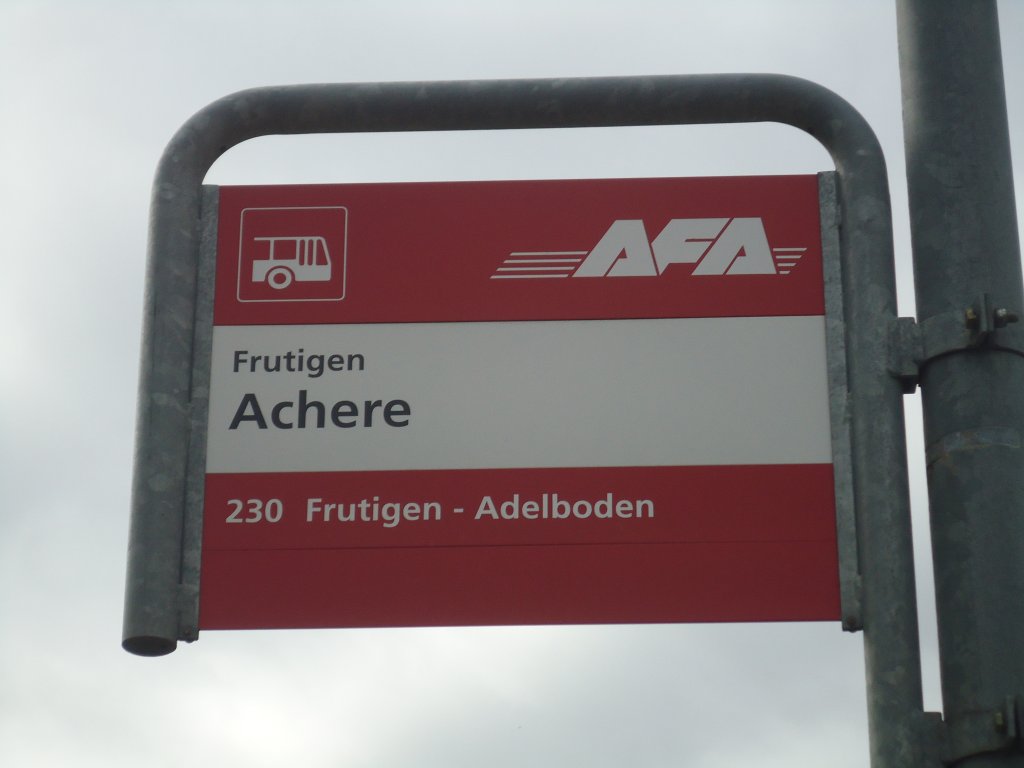 AFA
Frutigen
Achere
230 Frutigen - Adelboden